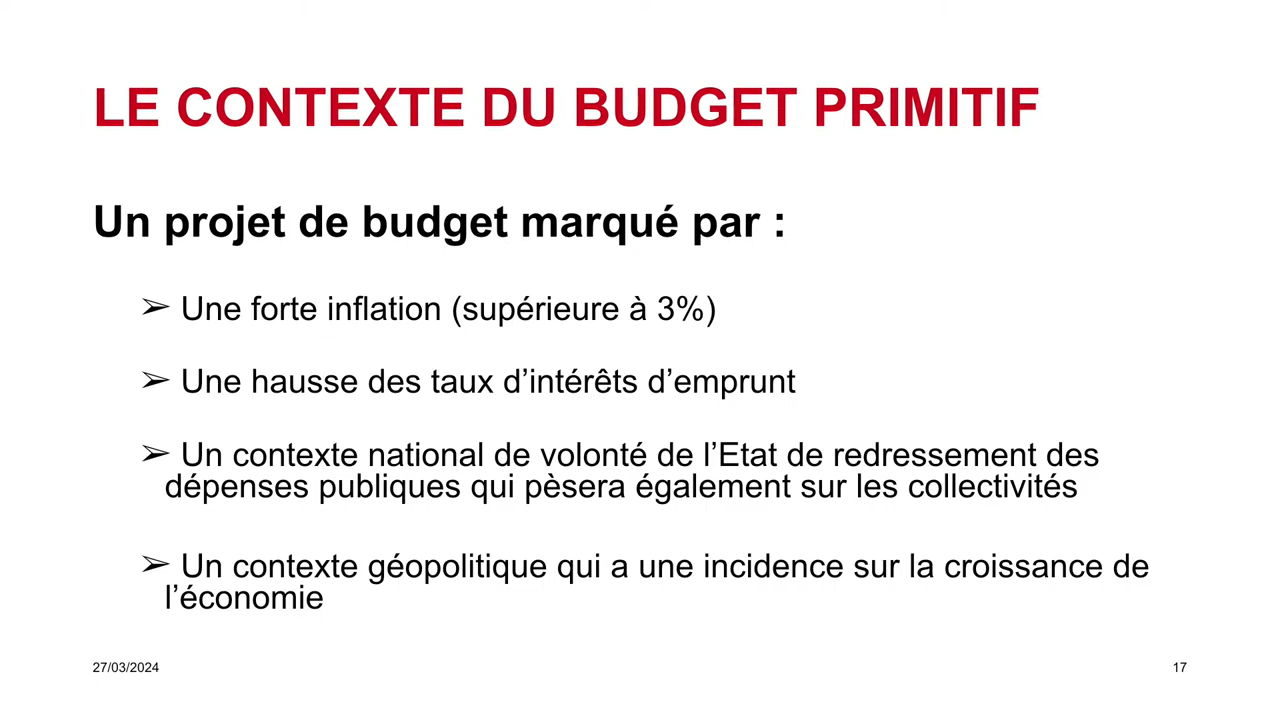 LE CONTEXTE DU BUDGET PRIMITIF
Un projet de budget marqué par :
➢ Une forte inflation (supérieure à 3%)
➢ Une hausse des taux d’intérêts d’emprunt
➢ Un contexte national de volonté de l’Etat de redressement des
dépenses publiques qui pèsera également sur les collectivités
➢ Un contexte géopolitique qui a une incidence sur la croissance de
l’économie
27/03/2024
17